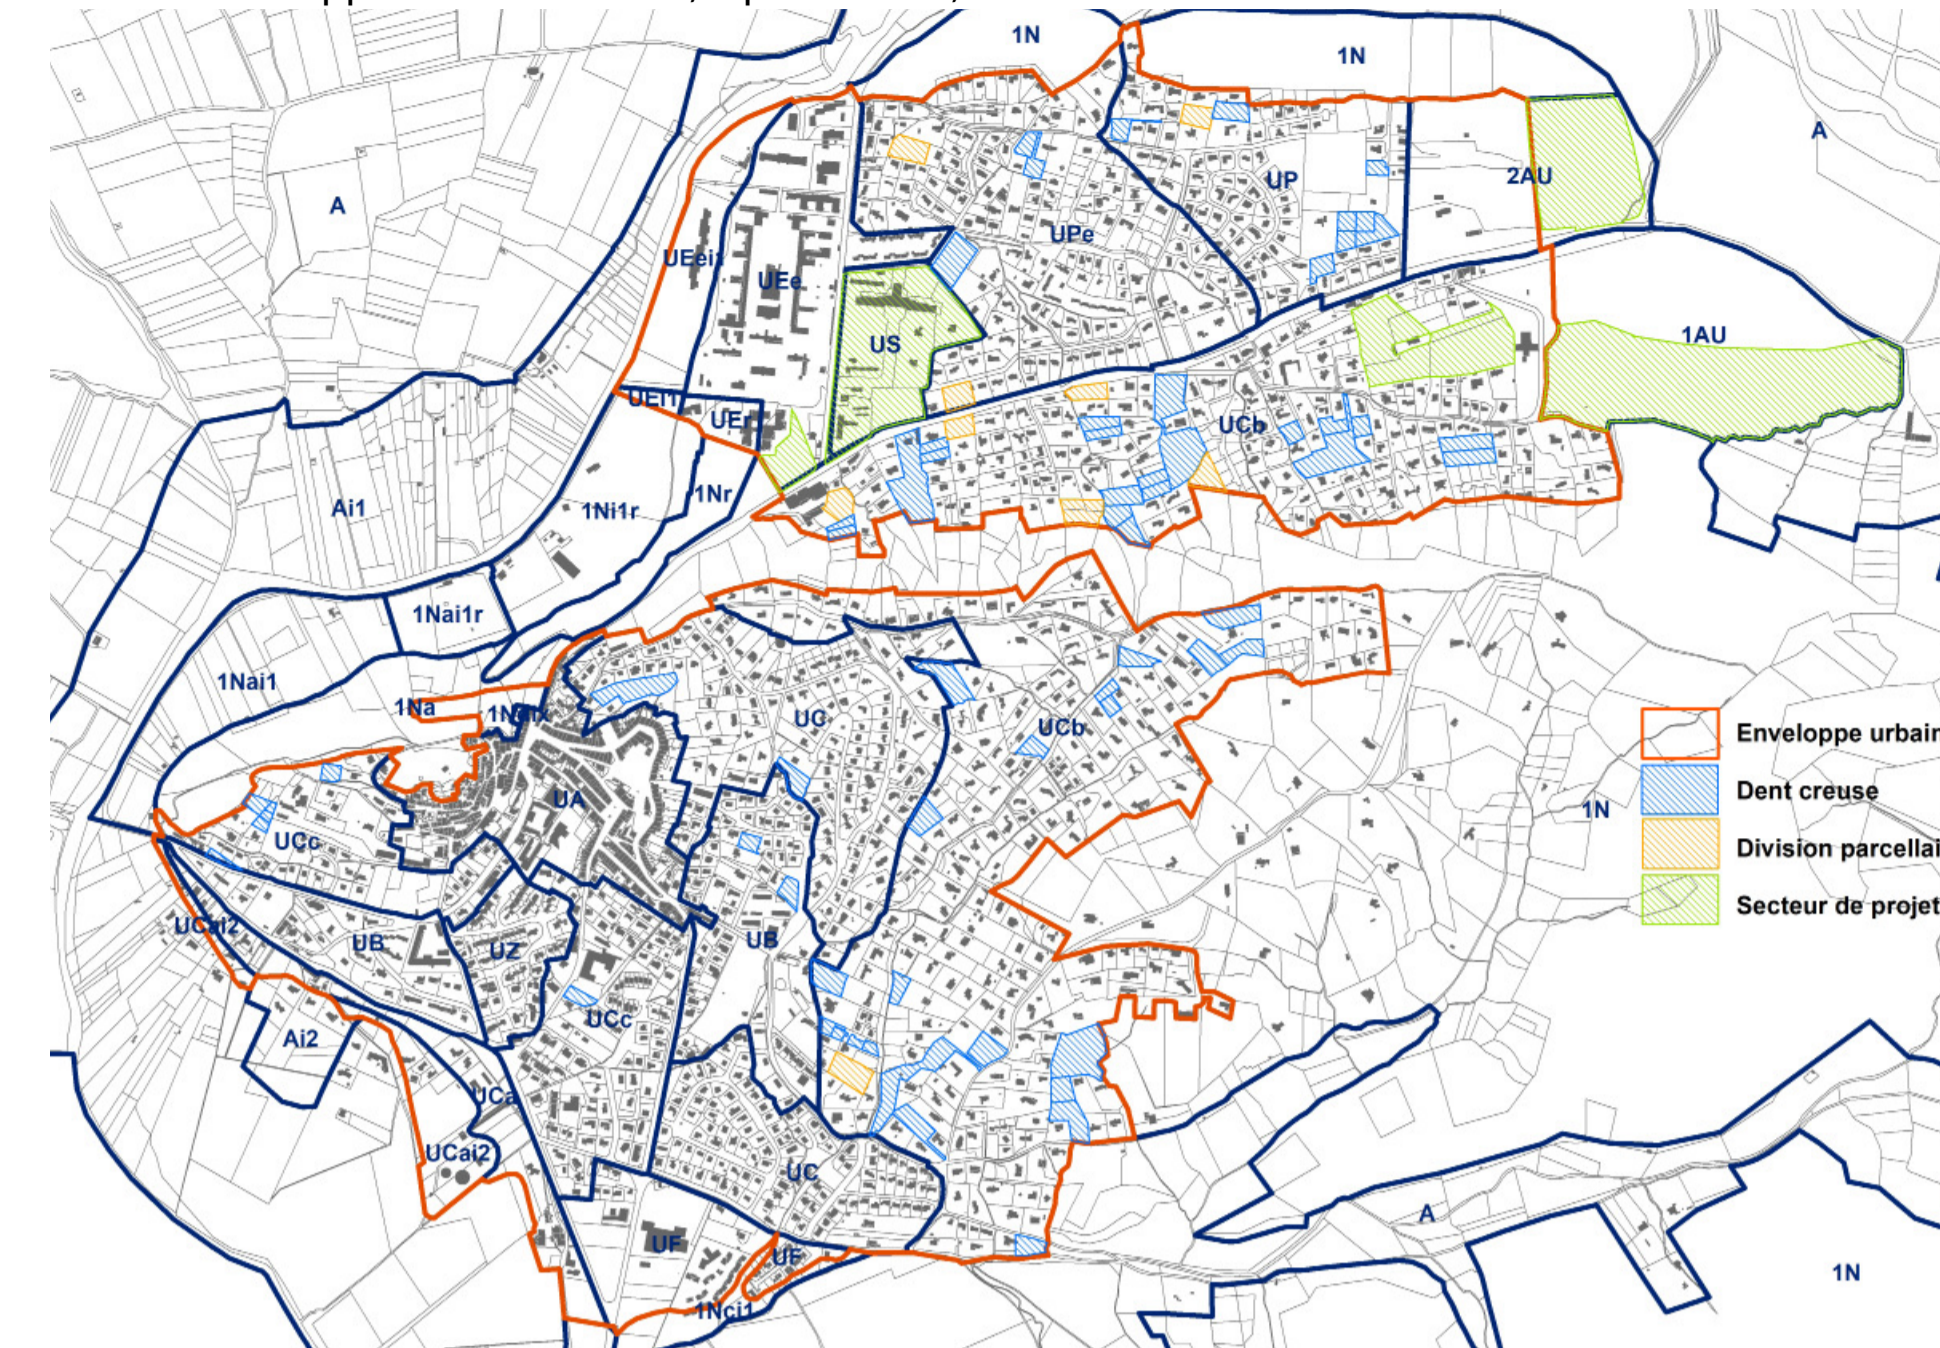 1N
1N
A
A
2AU
UP
UPe
UEei1
UEe
US
1AU
UEi1
UEr
UCb
1Nr
Ai1
1Ni1r
1Nai1r
1Nai1
1Na
UC
UCb
Enveloppe urbain
Dent creuse
1N
Division parcellai
Secteur de projet
UA
UCc
UCai2
UB
UZ
UB
UCc
Ai2
UCa
UCai2
UC
A
UF
UF
1N
1Nci1